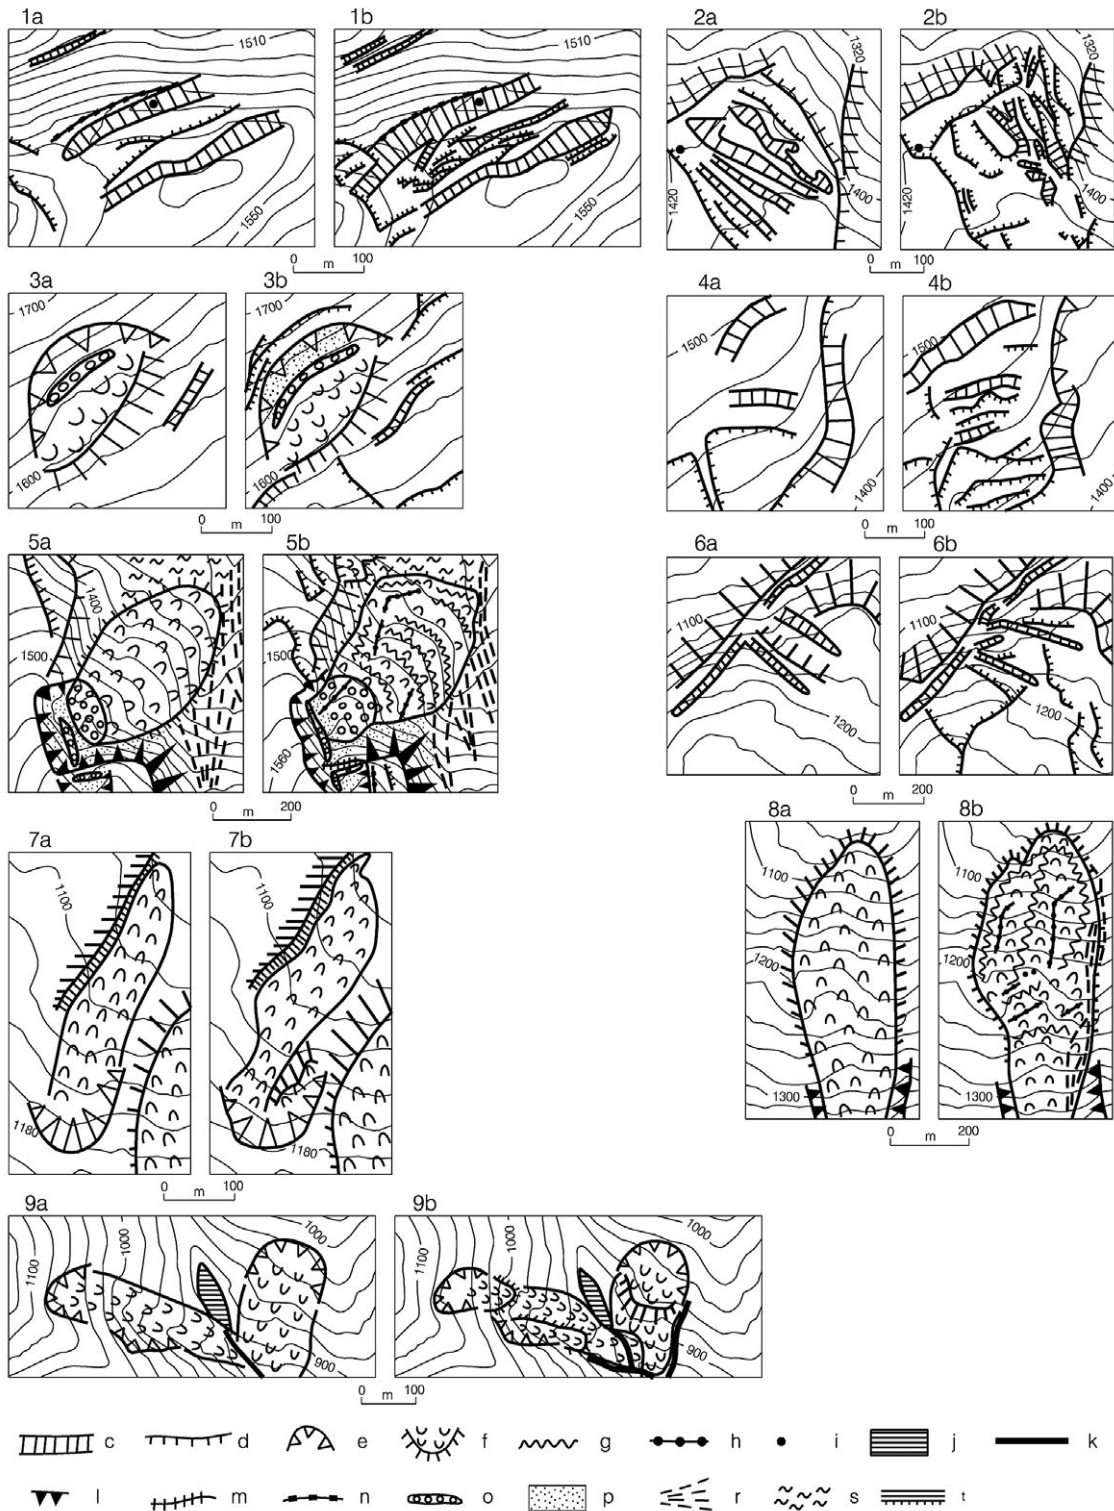 1a 1b 2a 2b
1510 1510 1320 1320
1550 1550 1420 1400 1420 1400
0 m 100 0 m 100
3a 3b 4a 4b
1700 1700 1500 1500
1600 1600 1400 1400
0 m 100 0 m 100
5a 5b 6a 6b
1400 1100 1100
1500 1500 1200 1200
1560
0 m 200 0 m 200
7a 7b 8a 8b
1100 1100 1100 1100
1200 1200
1180 1180 1300 1300
0 m 100 0 m 200
9a 9b
1100 1000 1000 1100 1000 1000
900 900
0 m 100
c d e f g h i j k
l m n o p r s t